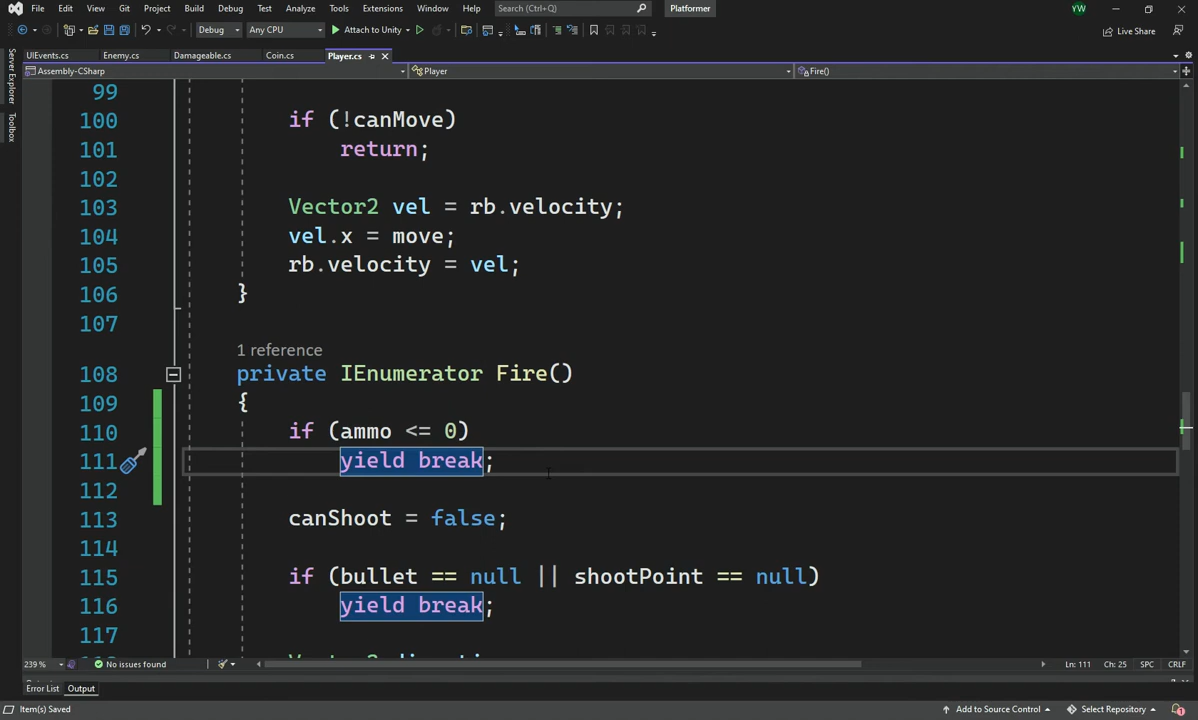 File Edit View Git Project Build Debug Test Analyze Tools Extensions Window Help Search (Ctrl+Q) Platformer YW
Debug Any CPU Attach to Unity Live Share
UIEvents.cs Enemy.cs Damageable.cs Coin.cs Player.cs
Assembly-CSharp Player Fire()
Server Explorer
Toolbox
99
100 if (!canMove)
101 return;
102
103 Vector2 vel = rb.velocity;
104 vel.x = move;
105 rb.velocity = vel;
106 }
107
1 reference
108 private IEnumerator Fire()
109 {
110 if (ammo <= 0)
111 yield break;
112
113 canShoot = false;
114
115 if (bullet == null || shootPoint == null)
116 yield break;
117
239 % No issues found Ln: 111 Ch: 25 SPC CRLF
Error List Output
Item(s) Saved Add to Source Control Select Repository 1